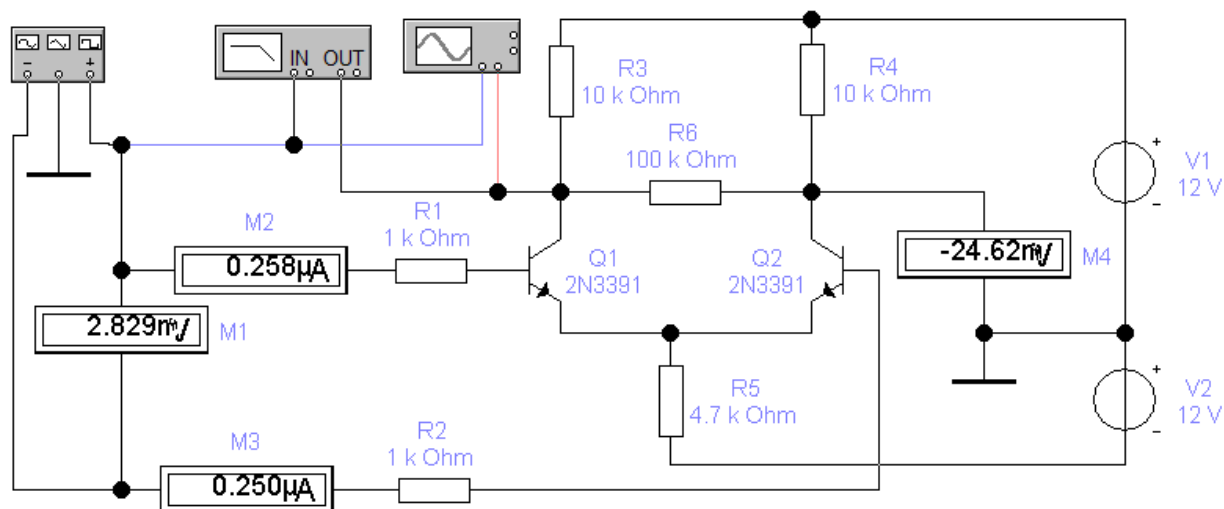 IN OUT
− +
R3
10 k Ohm
R4
10 k Ohm
R6
100 k Ohm
+
V1
12 V
−
M2
0.258µA
R1
1 k Ohm
Q1
2N3391
Q2
2N3391
-24.62mV
M4
2.829mV
M1
R5
4.7 k Ohm
+
V2
12 V
−
M3
0.250µA
R2
1 k Ohm